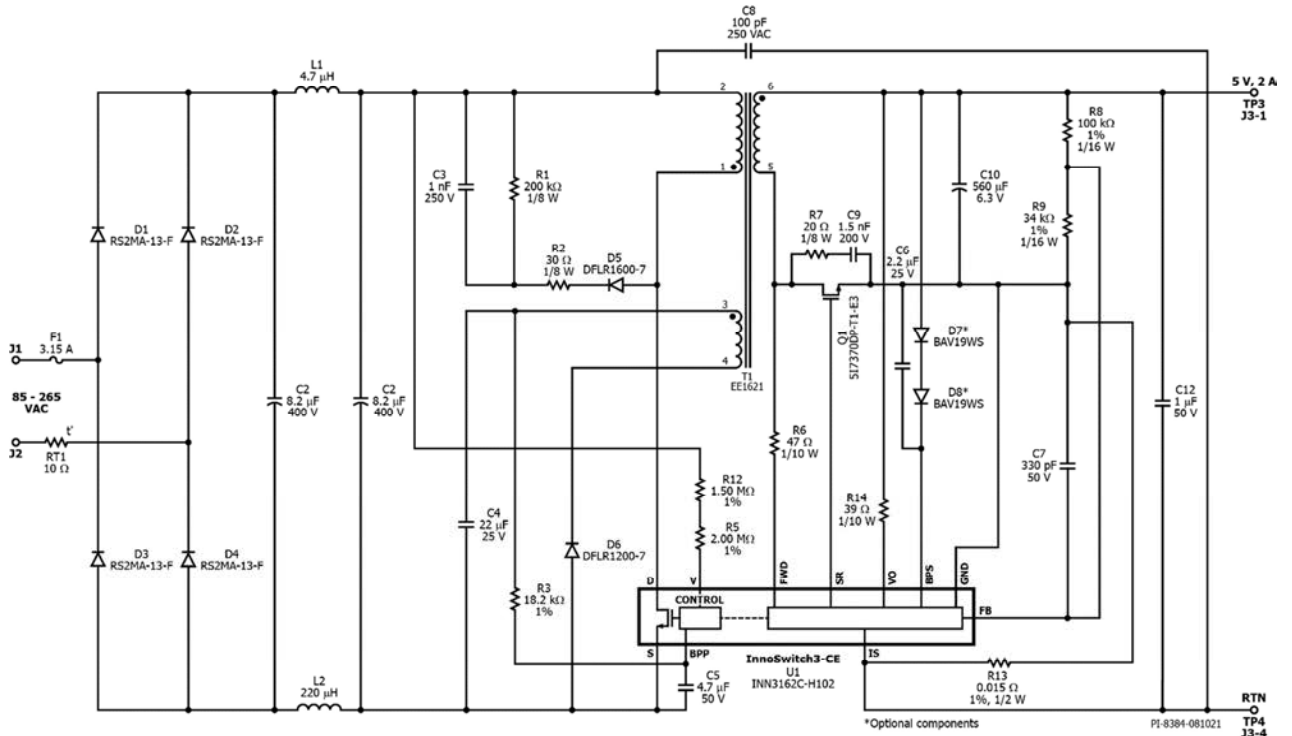 C8
100 pF
250 VAC
L1
4.7 μH
2
6
5 V, 2 A
TP3
J3-1
R8
100 kΩ
1%
1/16 W
C3
1 nF
250 V
R1
200 kΩ
1/8 W
1
5
C10
560 μF
6.3 V
R9
34 kΩ
1%
1/16 W
D1
RS2MA-13-F
D2
RS2MA-13-F
R7
20 Ω
1/8 W
C9
1.5 nF
200 V
C6
2.2 μF
25 V
R2
30 Ω
1/8 W
D5
DFLR1600-7
3
4
T1
EE1621
Q1
SI7370DP-T1-E3
D7*
BAV19WS
D8*
BAV19WS
J1
F1
3.15 A
85 - 265
VAC
J2
t°
RT1
10 Ω
C2
8.2 μF
400 V
C2
8.2 μF
400 V
C12
1 μF
50 V
R6
47 Ω
1/10 W
C7
330 pF
50 V
R12
1.50 MΩ
1%
R14
39 Ω
1/10 W
C4
22 μF
25 V
R5
2.00 MΩ
1%
D3
RS2MA-13-F
D4
RS2MA-13-F
D6
DFLR1200-7
R3
18.2 kΩ
1%
D
V
FWD
SR
VO
BPS
GND
CONTROL
FB
S
BPP
InnoSwitch3-CE
U1
INN3162C-H102
IS
L2
220 μH
C5
4.7 μF
50 V
R13
0.015 Ω
1%, 1/2 W
*Optional components
PI-8384-081021
RTN
TP4
J3-4